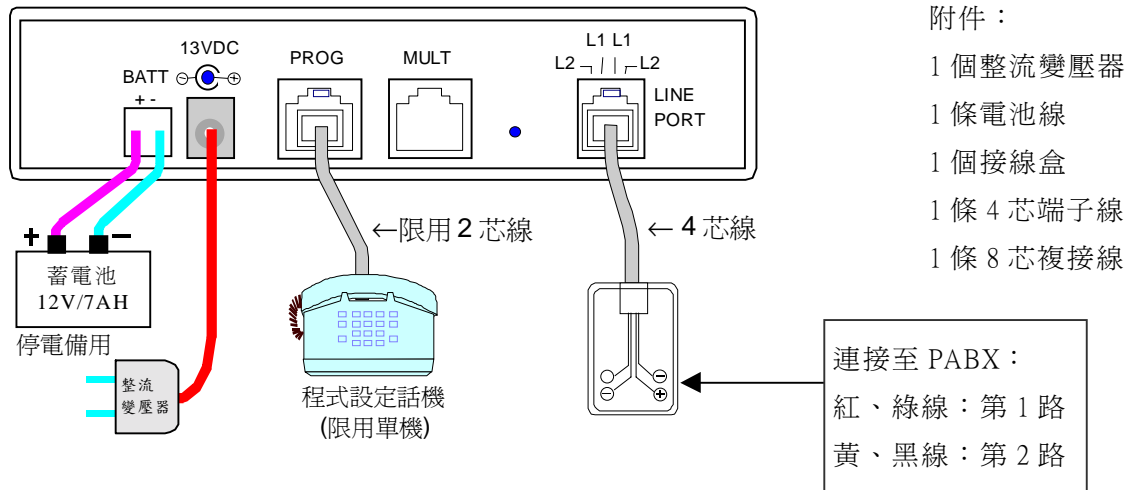 13VDC
BATT
+ -
PROG
MULT
L1 L1
L2
L2
LINE
PORT
附件：
1 個整流變壓器
1 條電池線
1 個接線盒
1 條 4 芯端子線
1 條 8 芯複接線
←限用 2 芯線
← 4 芯線
+
－
蓄電池
12V/7AH
停電備用
整流
變壓器
程式設定話機
(限用單機)
連接至 PABX：
紅、綠線：第 1 路
黃、黑線：第 2 路